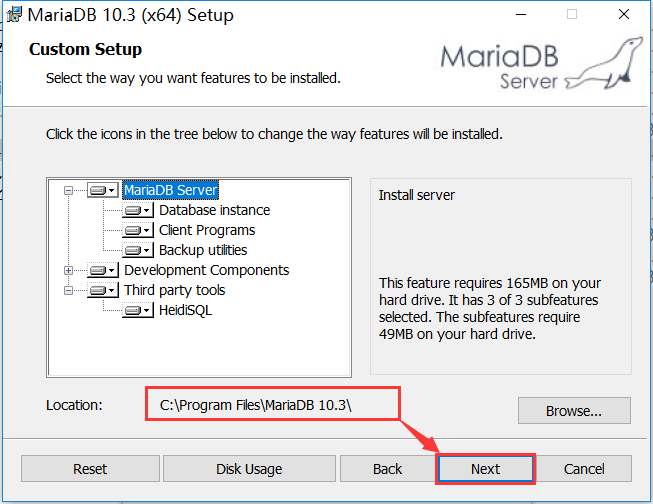 MariaDB 10.3 (x64) Setup
Custom Setup
Select the way you want features to be installed.
MariaDB
Server
Click the icons in the tree below to change the way features will be installed.
MariaDB Server
Database instance
Client Programs
Backup utilities
Development Components
Third party tools
HeidiSQL
Install server
This feature requires 165MB on your
hard drive. It has 3 of 3 subfeatures
selected. The subfeatures require
49MB on your hard drive.
Location:
C:\Program Files\MariaDB 10.3\
Browse...
Reset
Disk Usage
Back
Next
Cancel